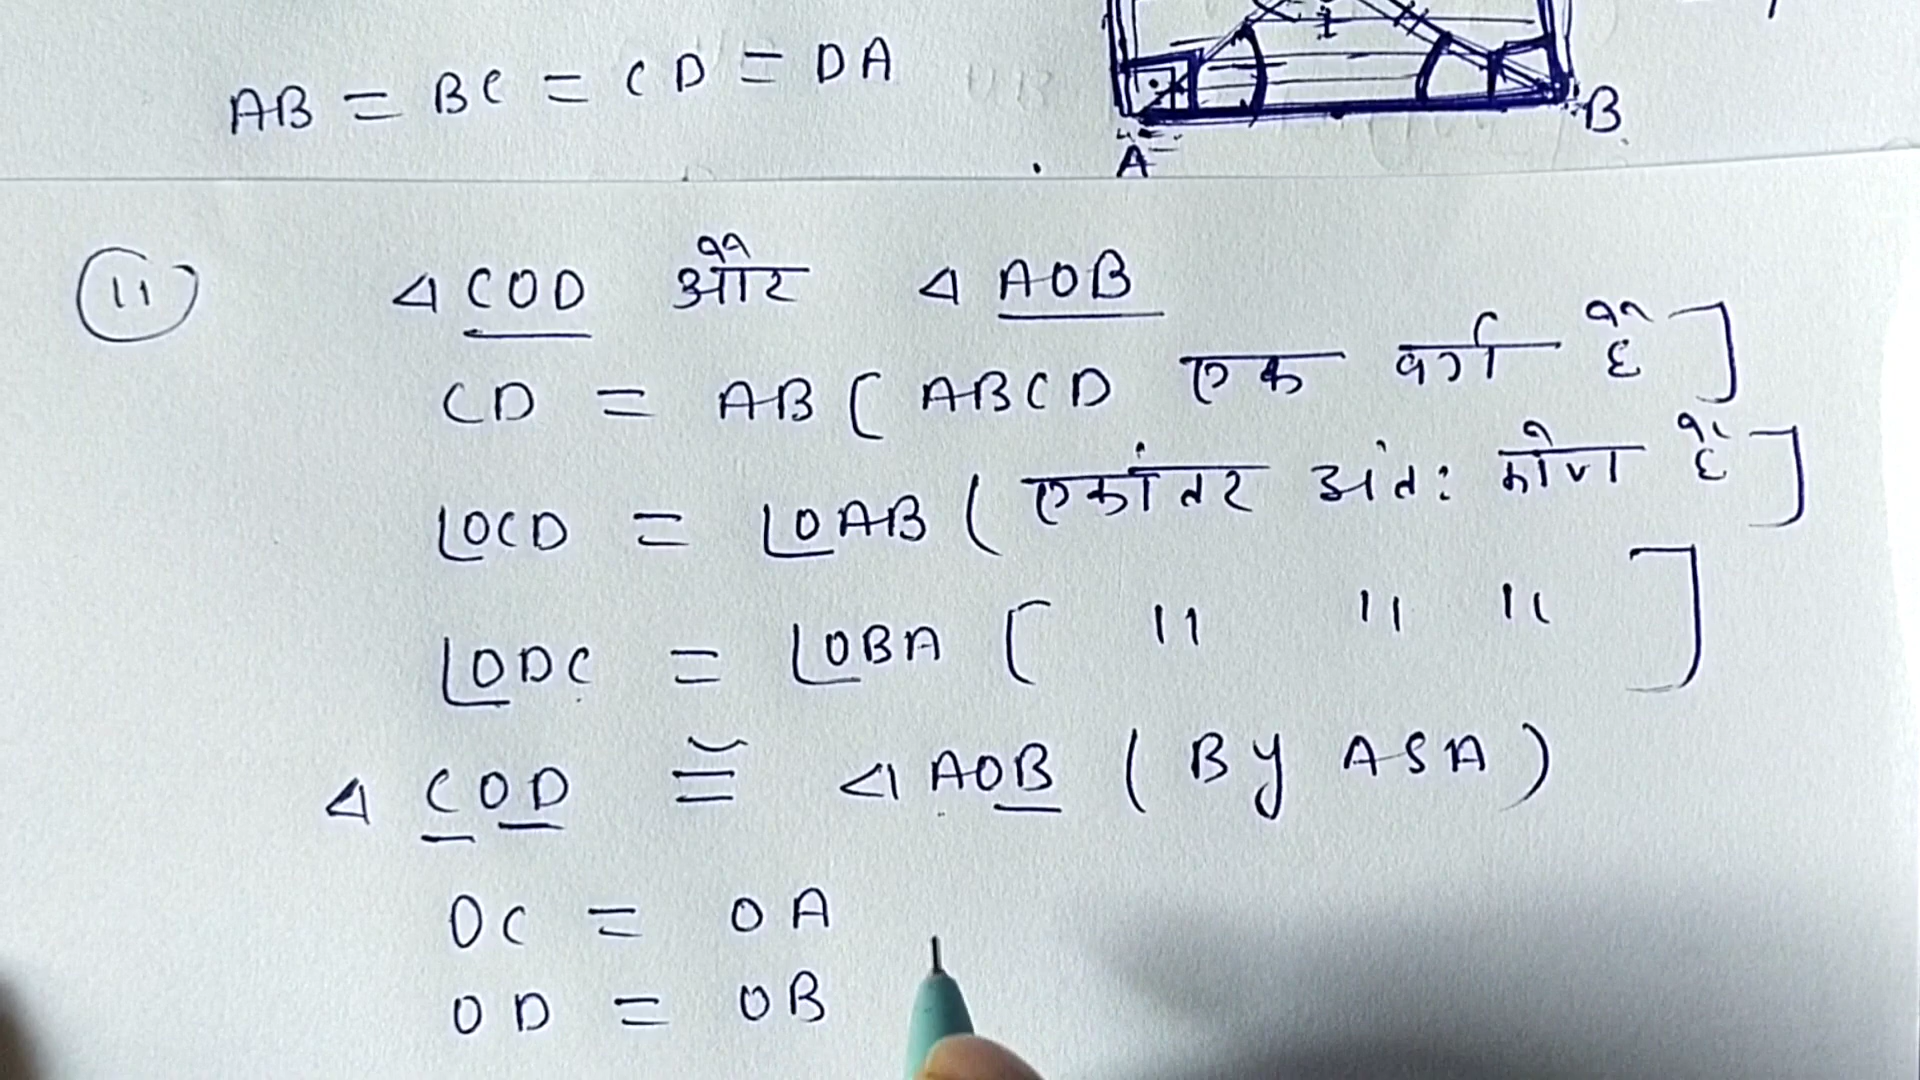 AB = BC = CD = DA
B
A
11 △ COD और △ AOB
CD = AB [ ABCD एक वर्ग है ]
∠OCD = ∠OAB ( एकांतर अंत: कोण है ]
∠ODC = ∠OBA [ " " " ]
△ COD ≅ △ AOB ( By ASA )
OC = OA
OD = OB